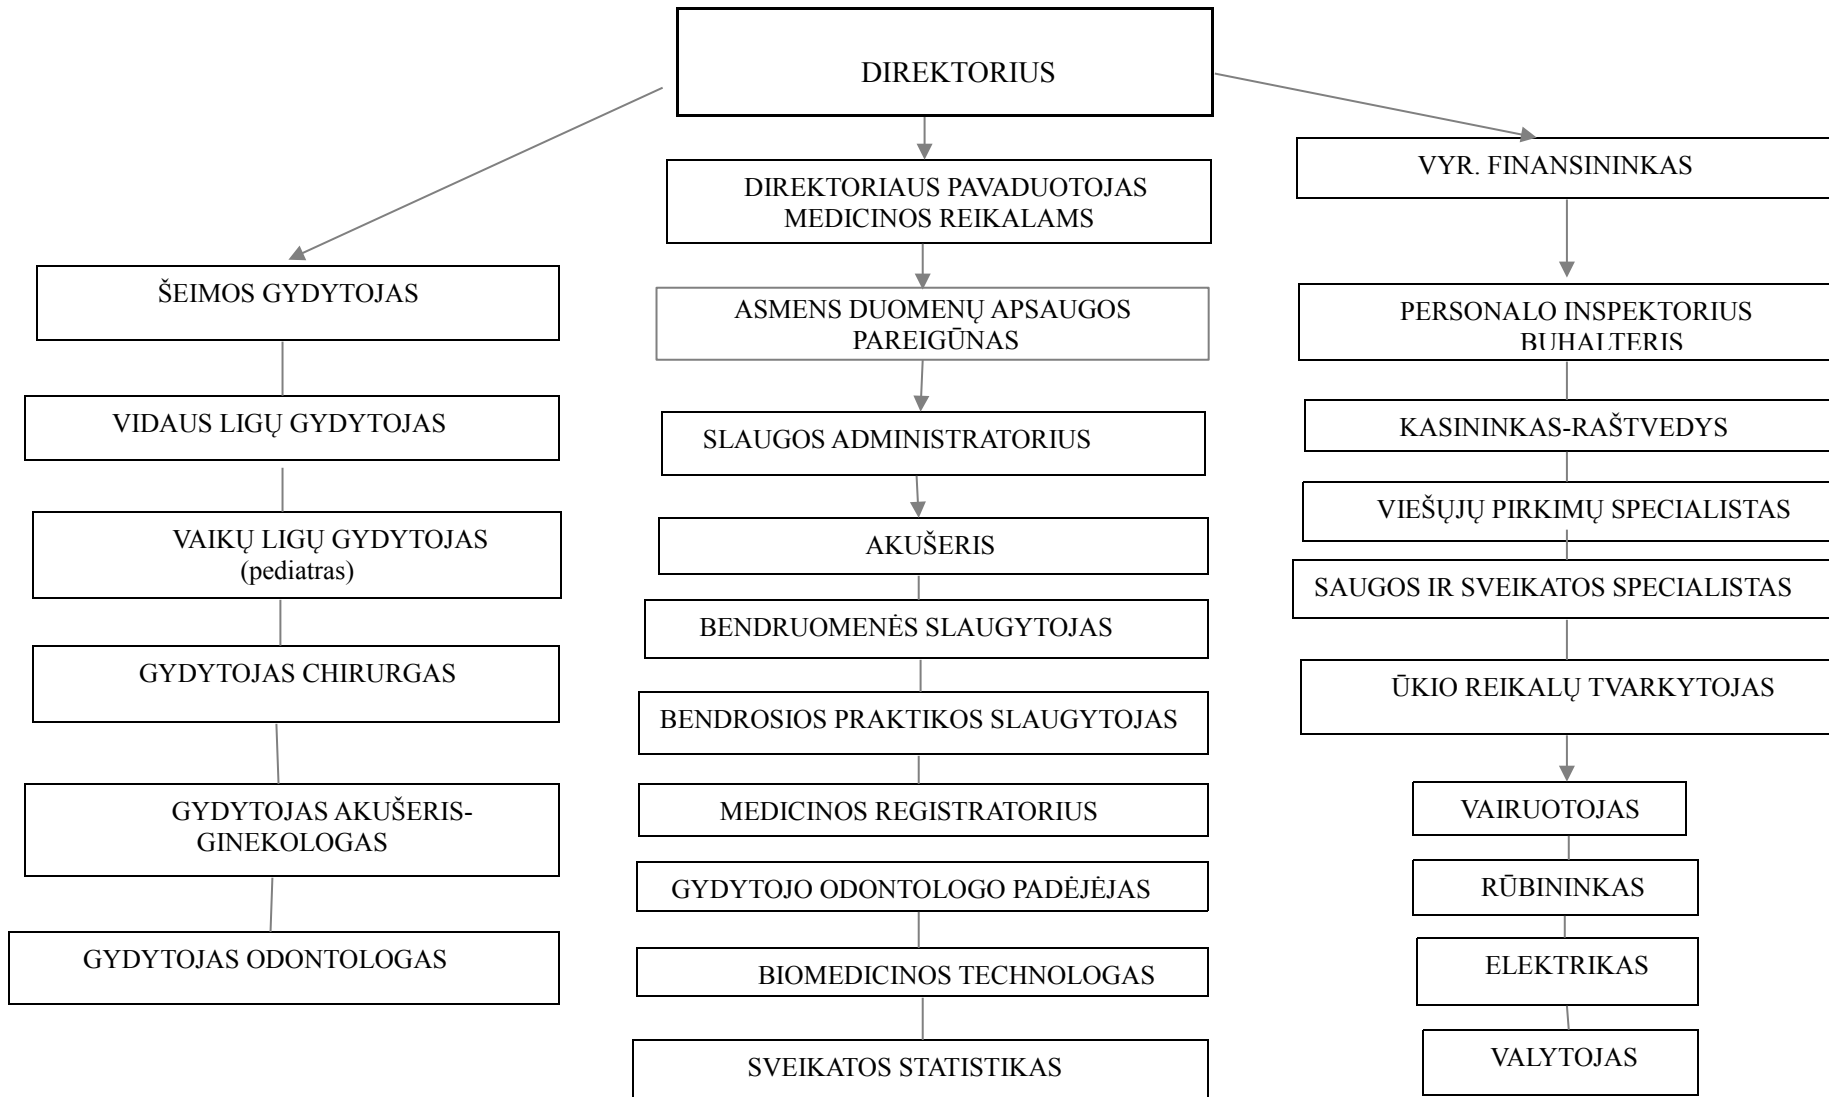 DIREKTORIUS
ŠEIMOS GYDYTOJAS
VIDAUS LIGŲ GYDYTOJAS
VAIKŲ LIGŲ GYDYTOJAS
(pediatras)
GYDYTOJAS CHIRURGAS
GYDYTOJAS AKUŠERIS-
GINEKOLOGAS
GYDYTOJAS ODONTOLOGAS
DIREKTORIAUS PAVADUOTOJAS
MEDICINOS REIKALAMS
ASMENS DUOMENŲ APSAUGOS
PAREIGŪNAS
SLAUGOS ADMINISTRATORIUS
AKUŠERIS
BENDRUOMENĖS SLAUGYTOJAS
BENDROSIOS PRAKTIKOS SLAUGYTOJAS
MEDICINOS REGISTRATORIUS
GYDYTOJO ODONTOLOGO PADĖJĖJAS
BIOMEDICINOS TECHNOLOGAS
SVEIKATOS STATISTIKAS
VYR. FINANSININKAS
PERSONALO INSPEKTORIUS
BUHALTERIS
KASININKAS-RAŠTVEDYS
VIEŠŲJŲ PIRKIMŲ SPECIALISTAS
SAUGOS IR SVEIKATOS SPECIALISTAS
ŪKIO REIKALŲ TVARKYTOJAS
VAIRUOTOJAS
RŪBININKAS
ELEKTRIKAS
VALYTOJAS